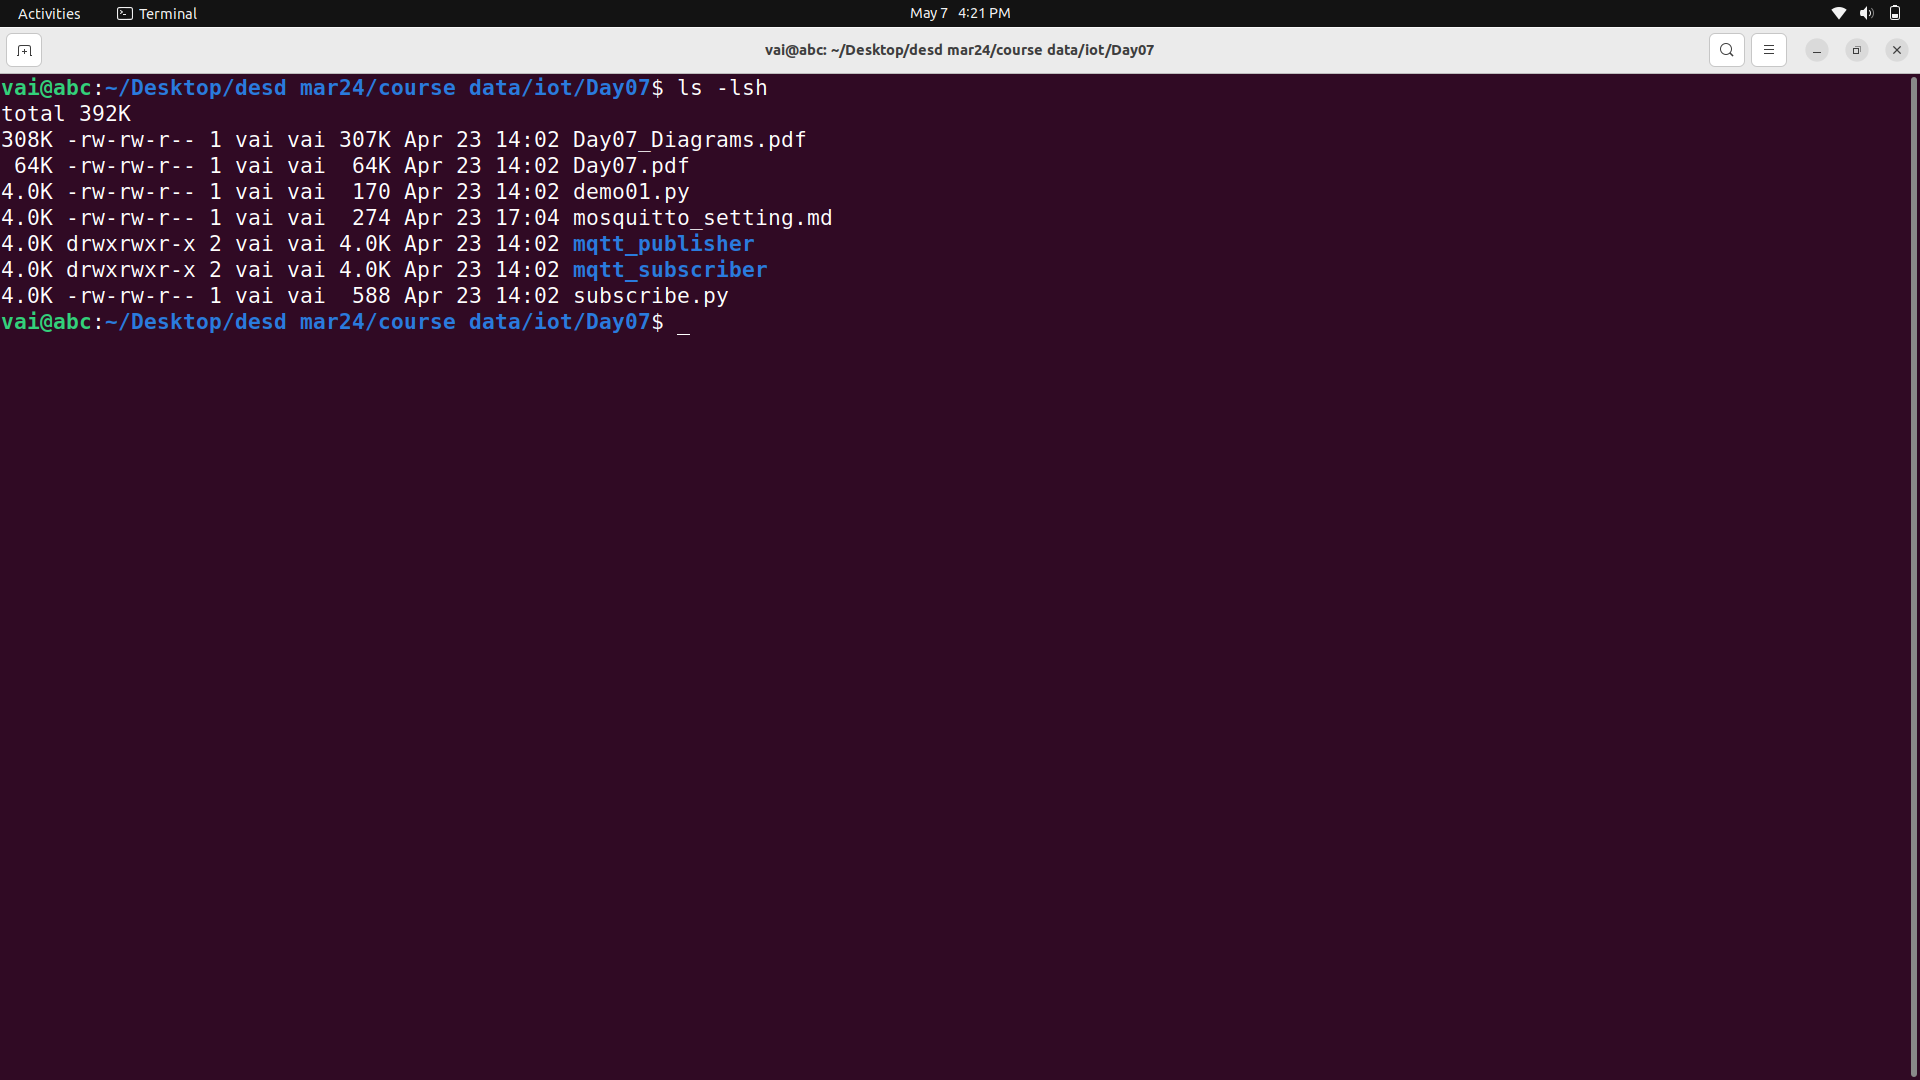 Activities Terminal May 7 4:21 PM
vai@abc: ~/Desktop/desd mar24/course data/iot/Day07
vai@abc:~/Desktop/desd mar24/course data/iot/Day07$ ls -lsh
total 392K
308K -rw-rw-r-- 1 vai vai 307K Apr 23 14:02 Day07_Diagrams.pdf
 64K -rw-rw-r-- 1 vai vai  64K Apr 23 14:02 Day07.pdf
4.0K -rw-rw-r-- 1 vai vai  170 Apr 23 14:02 demo01.py
4.0K -rw-rw-r-- 1 vai vai  274 Apr 23 17:04 mosquitto_setting.md
4.0K drwxrwxr-x 2 vai vai 4.0K Apr 23 14:02 mqtt_publisher
4.0K drwxrwxr-x 2 vai vai 4.0K Apr 23 14:02 mqtt_subscriber
4.0K -rw-rw-r-- 1 vai vai  588 Apr 23 14:02 subscribe.py
vai@abc:~/Desktop/desd mar24/course data/iot/Day07$ _